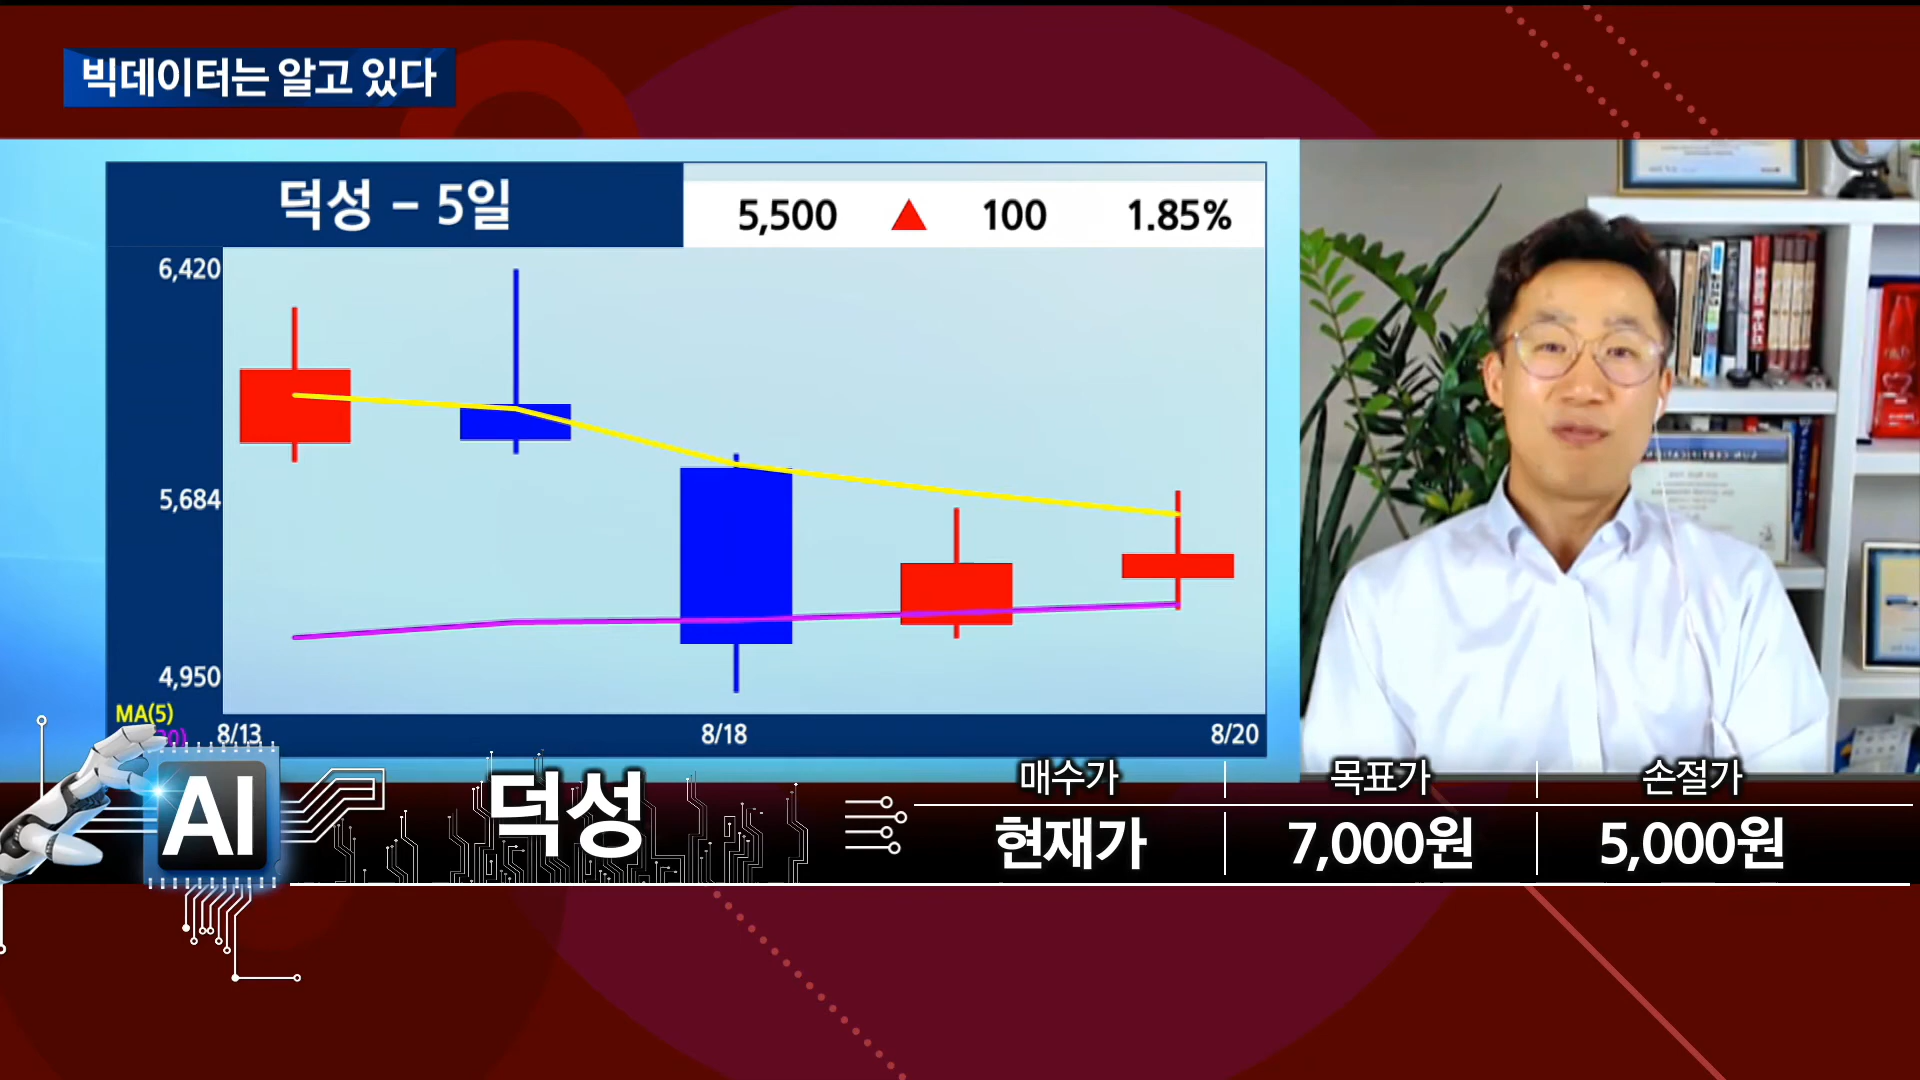 빅데이터는 알고 있다
덕성 - 5일
5,500 ▲ 100 1.85%
6,420
5,684
4,950
MA(5)
8/13 8/18 8/20
AI
덕성
매수가 목표가 손절가
현재가 7,000원 5,000원